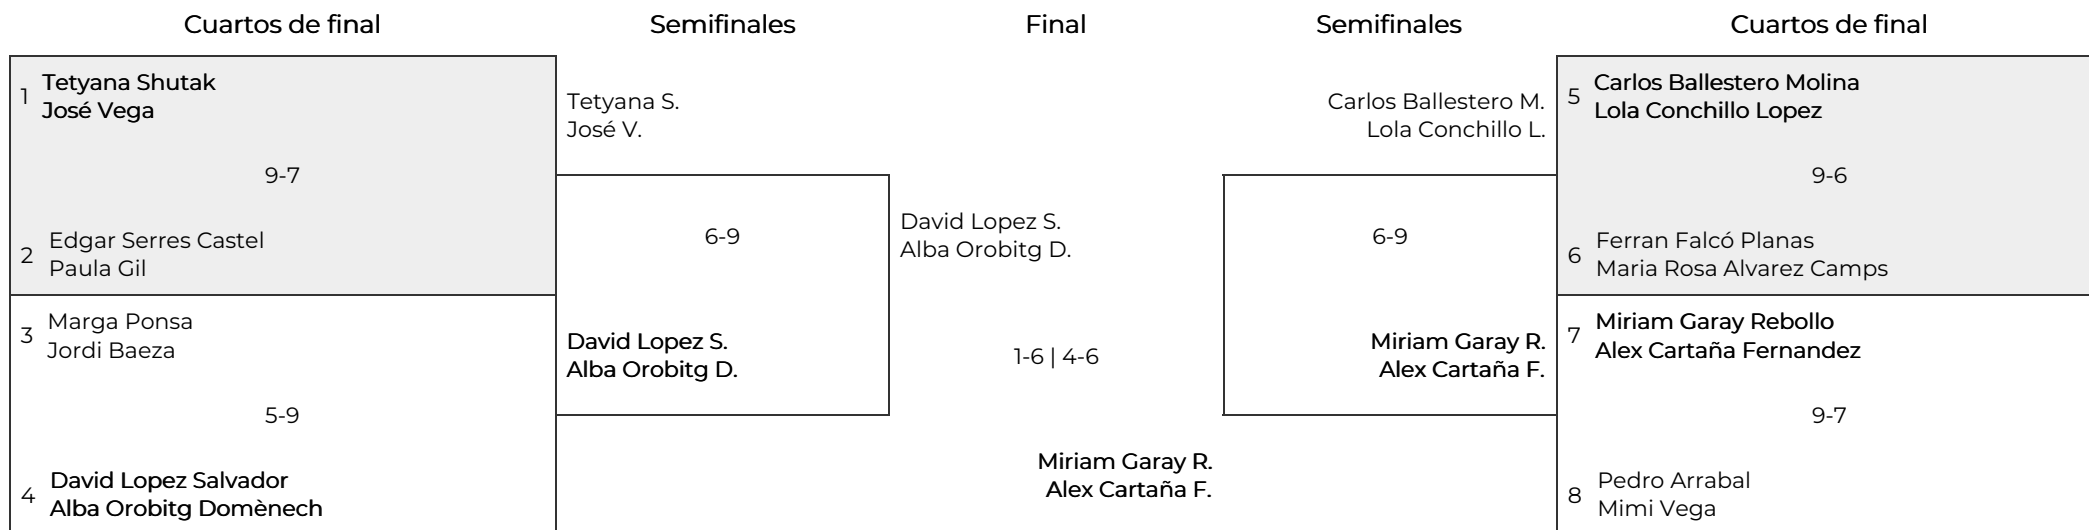 Cuartos de final
Semifinales
Final
Semifinales
Cuartos de final
1
Tetyana Shutak
José Vega
9-7
2
Edgar Serres Castel
Paula Gil
3
Marga Ponsa
Jordi Baeza
5-9
4
David Lopez Salvador
Alba Orobitg Domènech
Tetyana S.
José V.
6-9
David Lopez S.
Alba Orobitg D.
David Lopez S.
Alba Orobitg D.
1-6 | 4-6
Miriam Garay R.
Alex Cartaña F.
Carlos Ballestero M.
Lola Conchillo L.
6-9
Miriam Garay R.
Alex Cartaña F.
5
Carlos Ballestero Molina
Lola Conchillo Lopez
9-6
6
Ferran Falcó Planas
Maria Rosa Alvarez Camps
7
Miriam Garay Rebollo
Alex Cartaña Fernandez
9-7
8
Pedro Arrabal
Mimi Vega